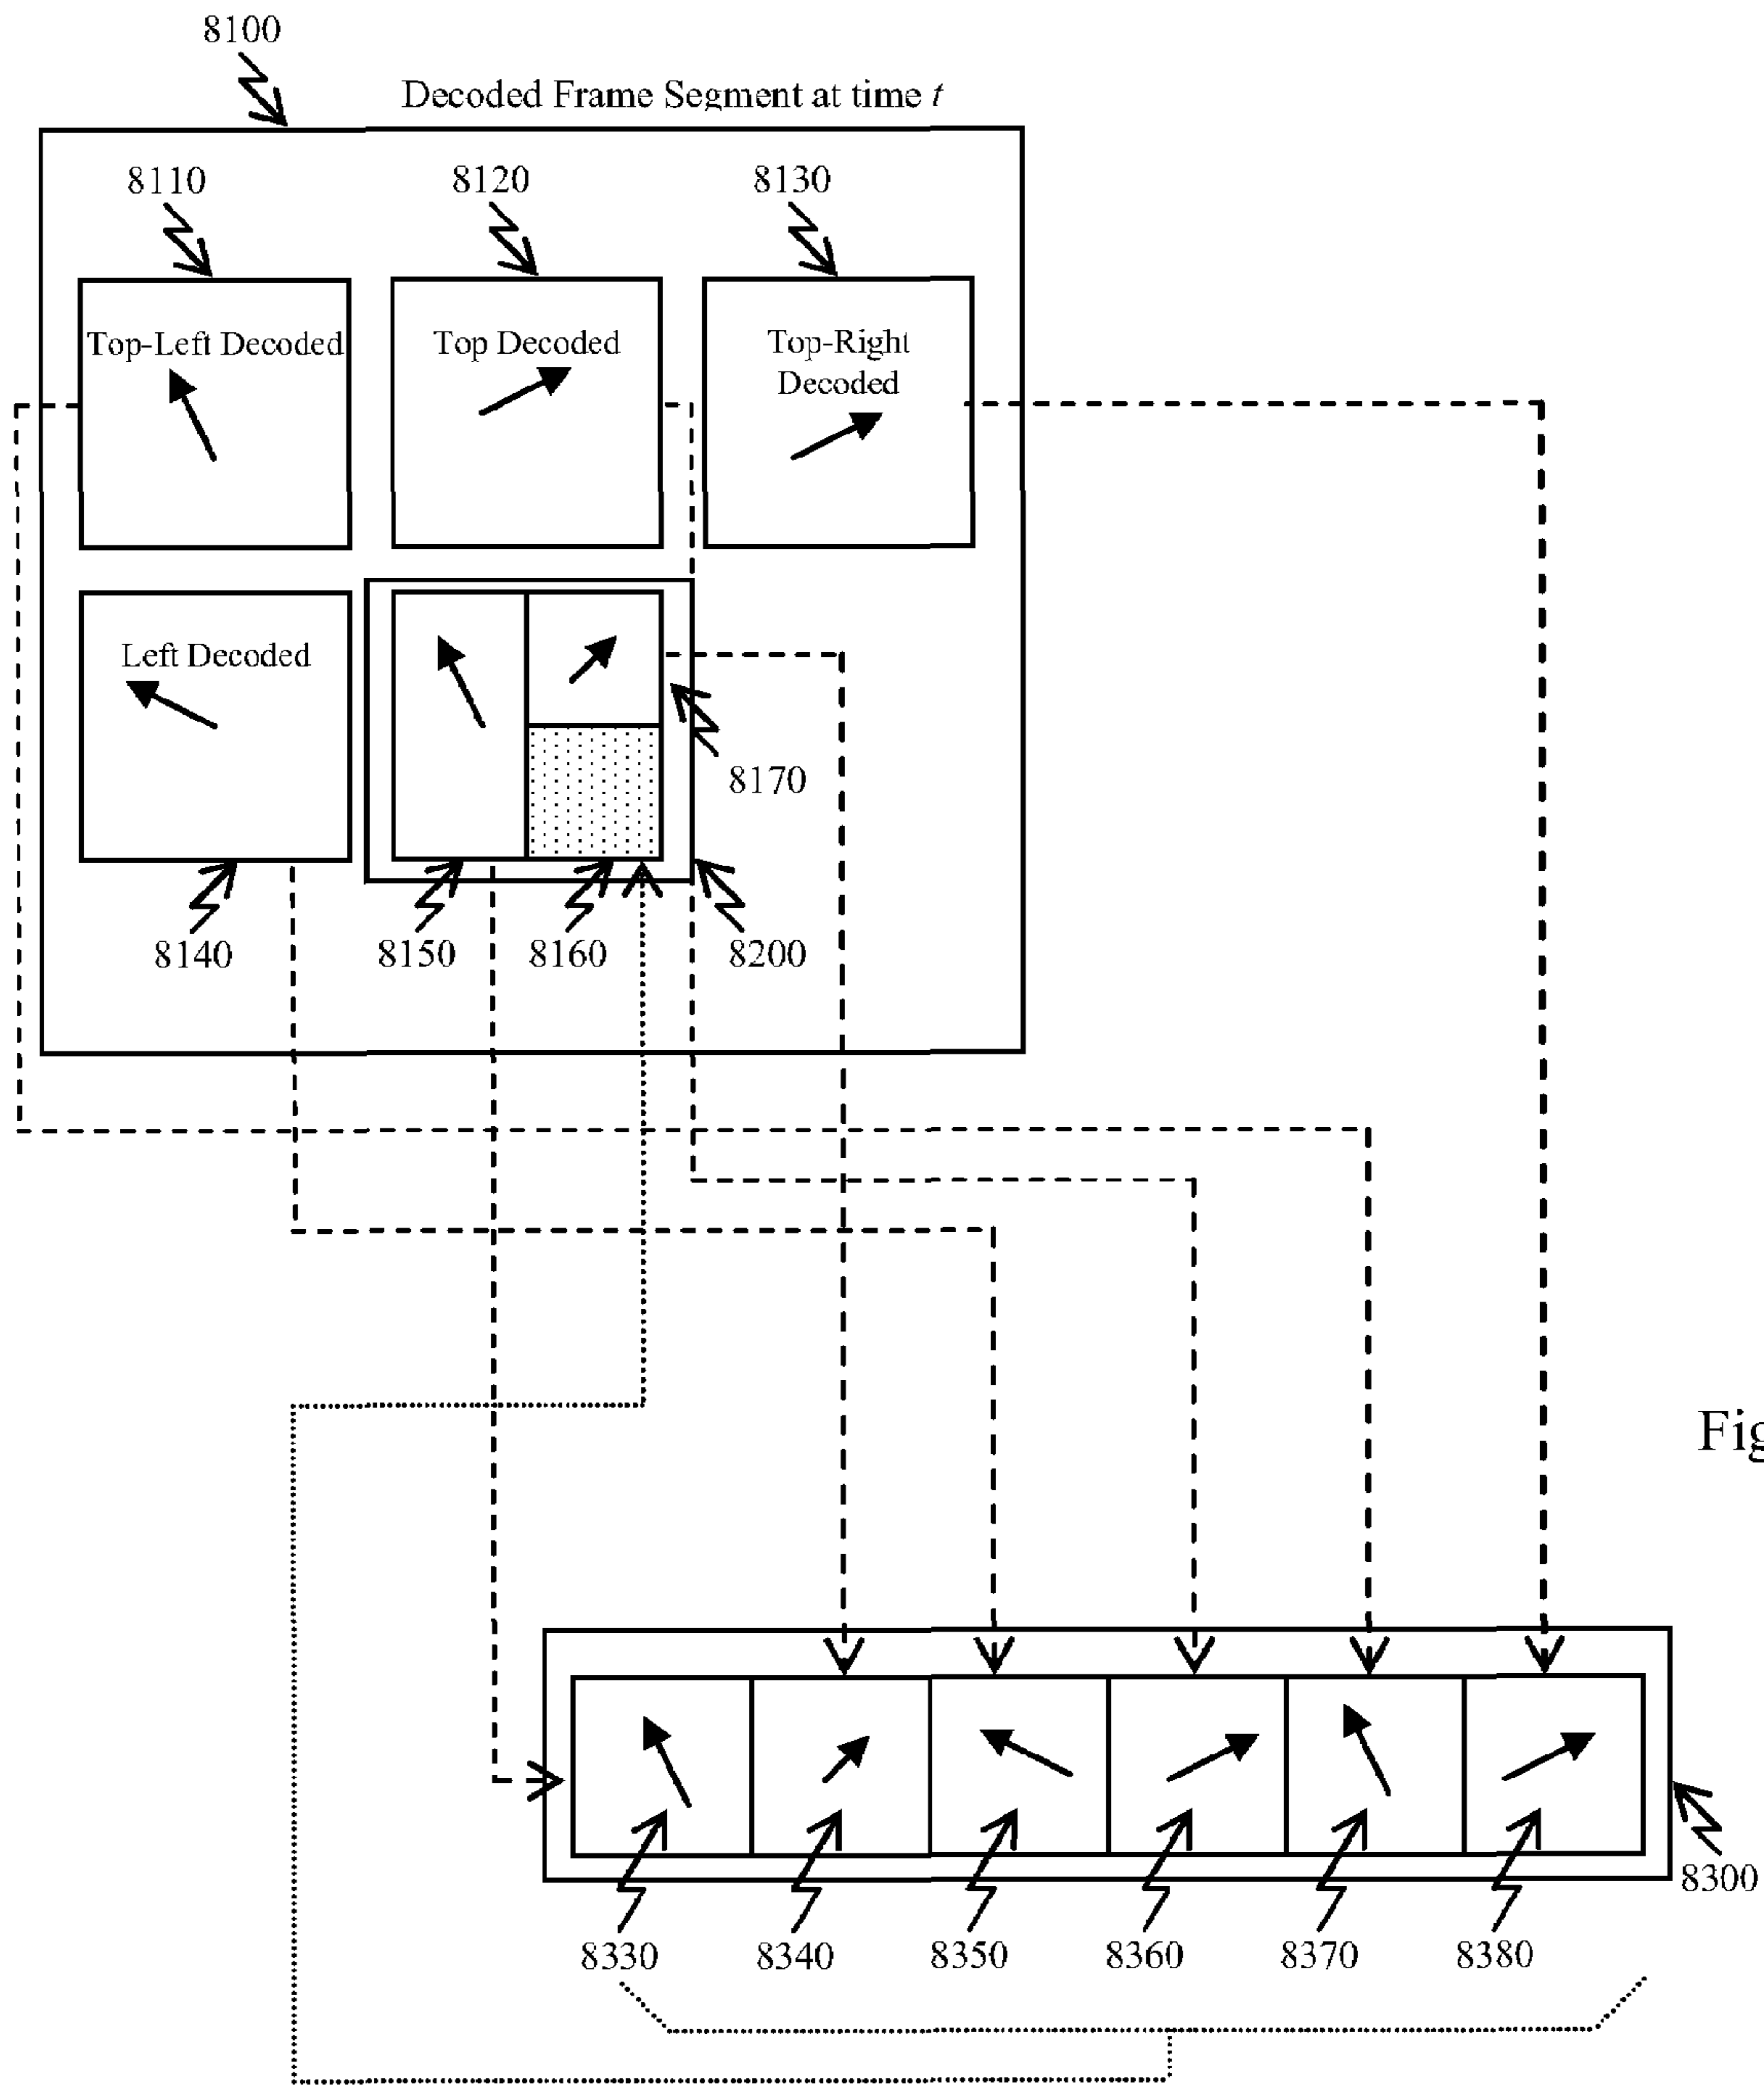 8100
Decoded Frame Segment at time t
8110
8120
8130
Top-Left Decoded
Top Decoded
Top-Right
Decoded
Left Decoded
8170
8140
8150
8160
8200
Fig
8300
8330
8340
8350
8360
8370
8380